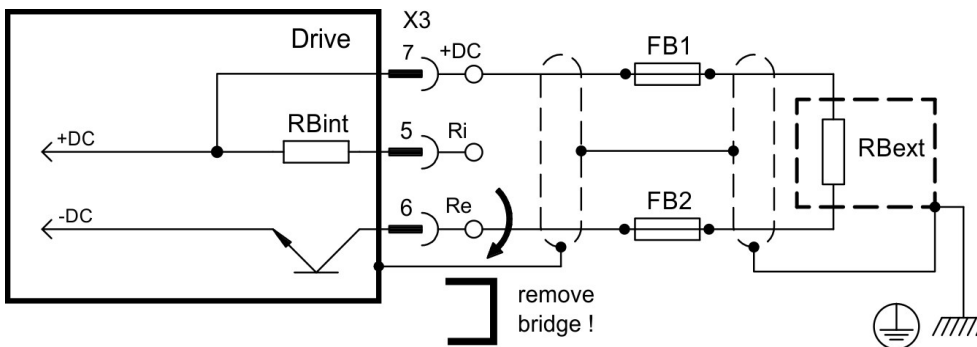 X3
Drive
7
+DC
FB1
RBint
5
Ri
+DC
RBext
-DC
6
Re
FB2
remove
bridge !